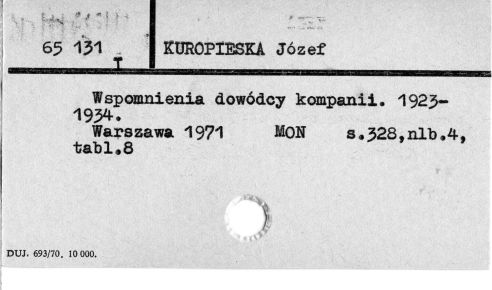 65 131 KUROPIESKA Józef
I
Wspomnienia dowódcy kompanii. 1923-
1934.
Warszawa 1971 MON s.328,nlb.4,
tabl.8
DUJ. 693/70. 10 000.